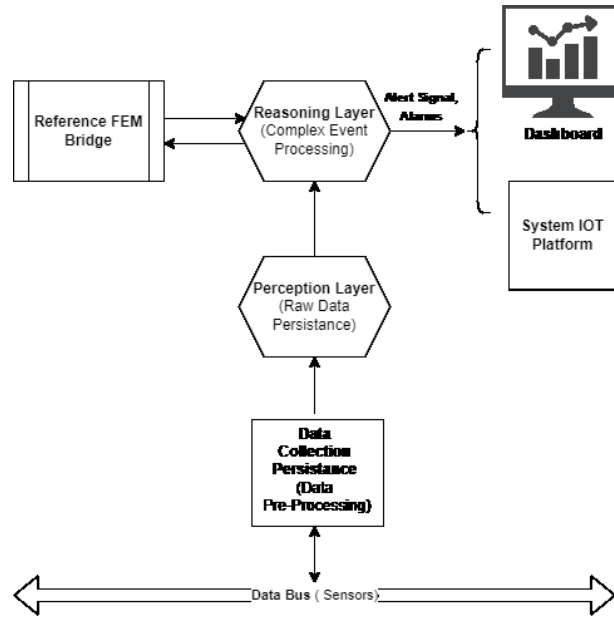 Reference FEM
Bridge
Reasoning Layer
(Complex Event
Processing)
Alert Signal,
Alarms
Dashboard
System IOT
Platform
Perception Layer
(Raw Data
Persistance)
Data
Collection
Persistance
(Data
Pre-Processing)
Data Bus ( Sensors)